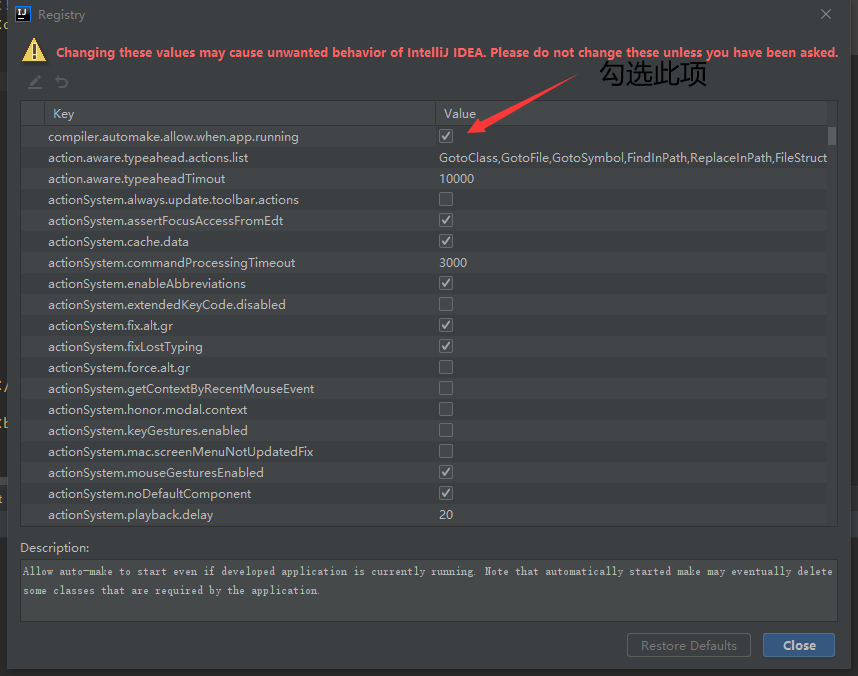 Registry
Changing these values may cause unwanted behavior of IntelliJ IDEA. Please do not change these unless you have been asked.
勾选此项
Key Value
compiler.automake.allow.when.app.running
action.aware.typeahead.actions.list GotoClass,GotoFile,GotoSymbol,FindInPath,ReplaceInPath,FileStruct
action.aware.typeaheadTimout 10000
actionSystem.always.update.toolbar.actions
actionSystem.assertFocusAccessFromEdt
actionSystem.cache.data
actionSystem.commandProcessingTimeout 3000
actionSystem.enableAbbreviations
actionSystem.extendedKeyCode.disabled
actionSystem.fix.alt.gr
actionSystem.fixLostTyping
actionSystem.force.alt.gr
actionSystem.getContextByRecentMouseEvent
actionSystem.honor.modal.context
actionSystem.keyGestures.enabled
actionSystem.mac.screenMenuNotUpdatedFix
actionSystem.mouseGesturesEnabled
actionSystem.noDefaultComponent
actionSystem.playback.delay 20
Description:
Allow auto-make to start even if developed application is currently running. Note that automatically started make may eventually delete
some classes that are required by the application.
Restore Defaults Close